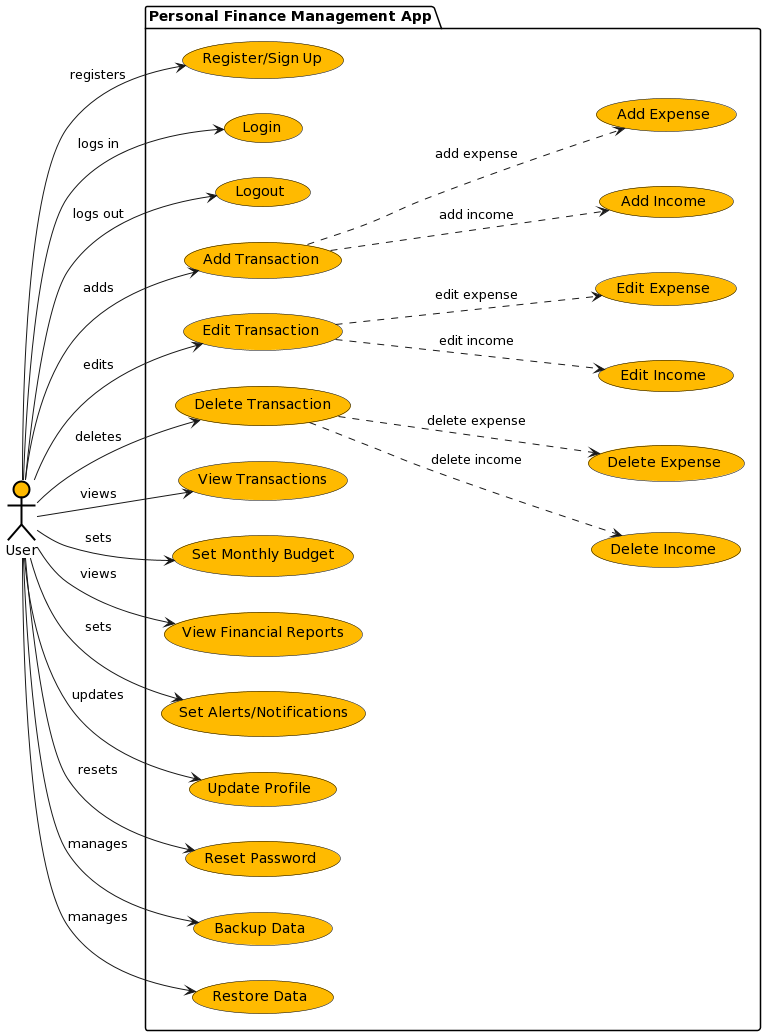 Personal Finance Management App
registers
Register/Sign Up
logs in
Login
logs out
Logout
adds
Add Transaction
add expense
Add Expense
add income
Add Income
edits
Edit Transaction
edit expense
Edit Expense
edit income
Edit Income
deletes
Delete Transaction
delete expense
Delete Expense
delete income
Delete Income
views
View Transactions
User
sets
Set Monthly Budget
views
View Financial Reports
sets
Set Alerts/Notifications
updates
Update Profile
resets
Reset Password
manages
Backup Data
manages
Restore Data